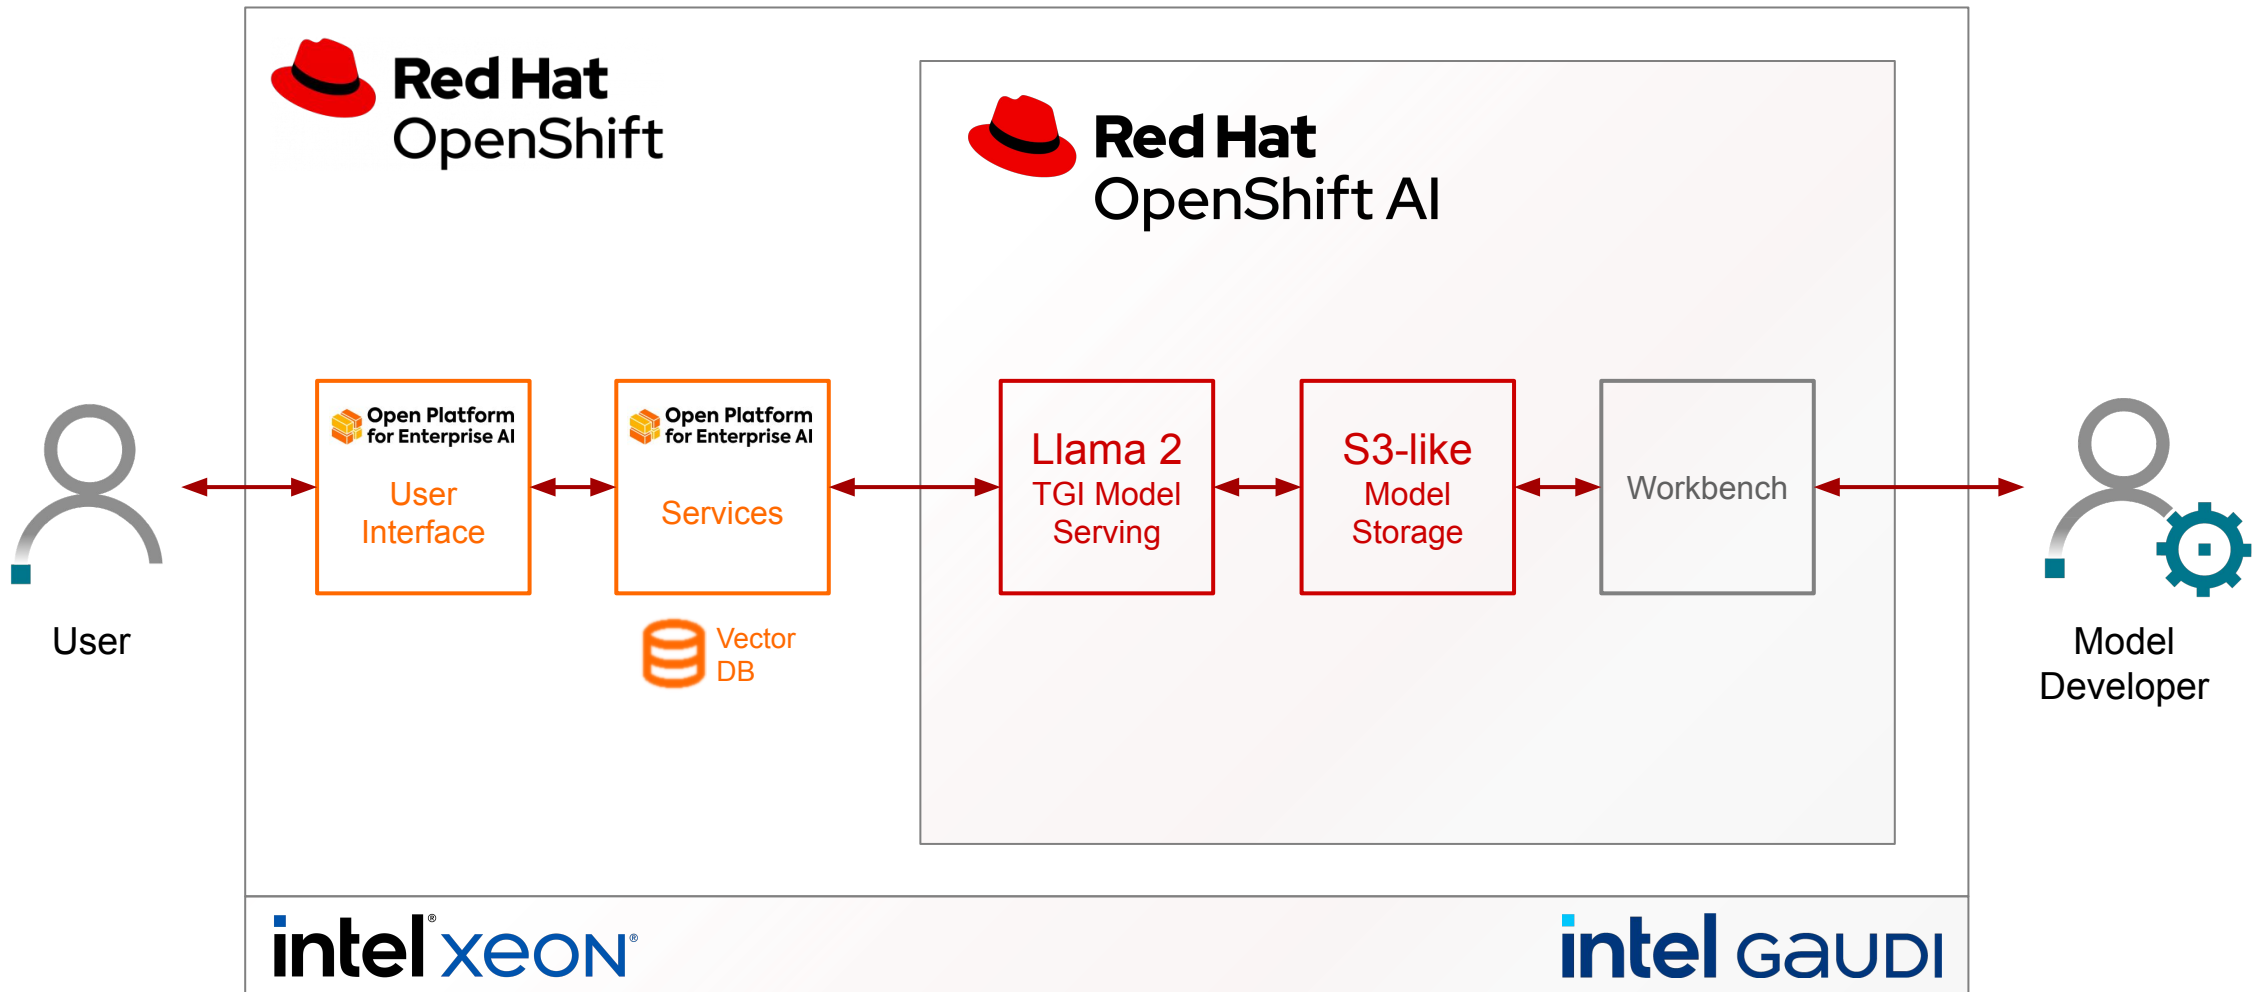 Red Hat
OpenShift
Red Hat
OpenShift AI
Open Platform
for Enterprise AI
User
Interface
Open Platform
for Enterprise AI
Services
Vector
DB
Llama 2
TGI Model
Serving
S3-like
Model
Storage
Workbench
User
Model
Developer
intel® xeon®
intel GAUDI